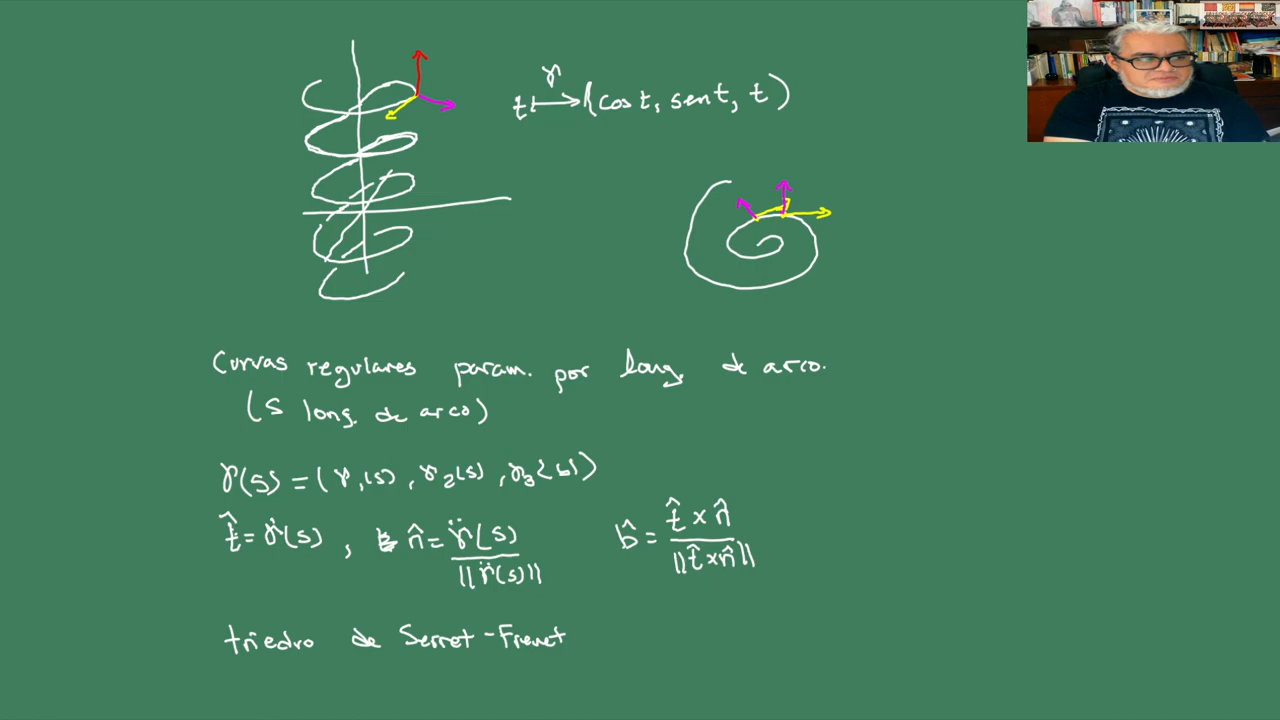 t ↦ (cos t, sen t, t)
γ
Curvas regulares param. por long. de arco.
(s long. de arco)
γ(s) = (γ₁(s), γ₂(s), γ₃(s))
t̂ = γ̇(s), n̂ = γ̈(s) / ||γ̈(s)||
b̂ = t̂ × n̂ / ||t̂ × n̂||
triedro de Serret-Frenet